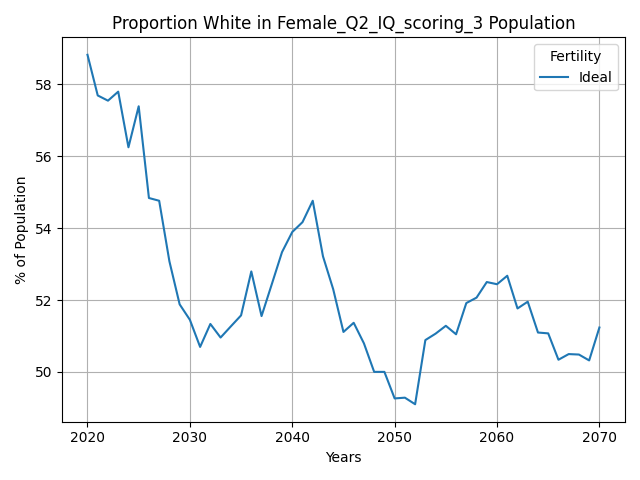 Proportion White in Female_Q2_IQ_scoring_3 Population
Fertility
Ideal
% of Population
58
56
54
52
50
2020
2030
2040
2050
2060
2070
Years